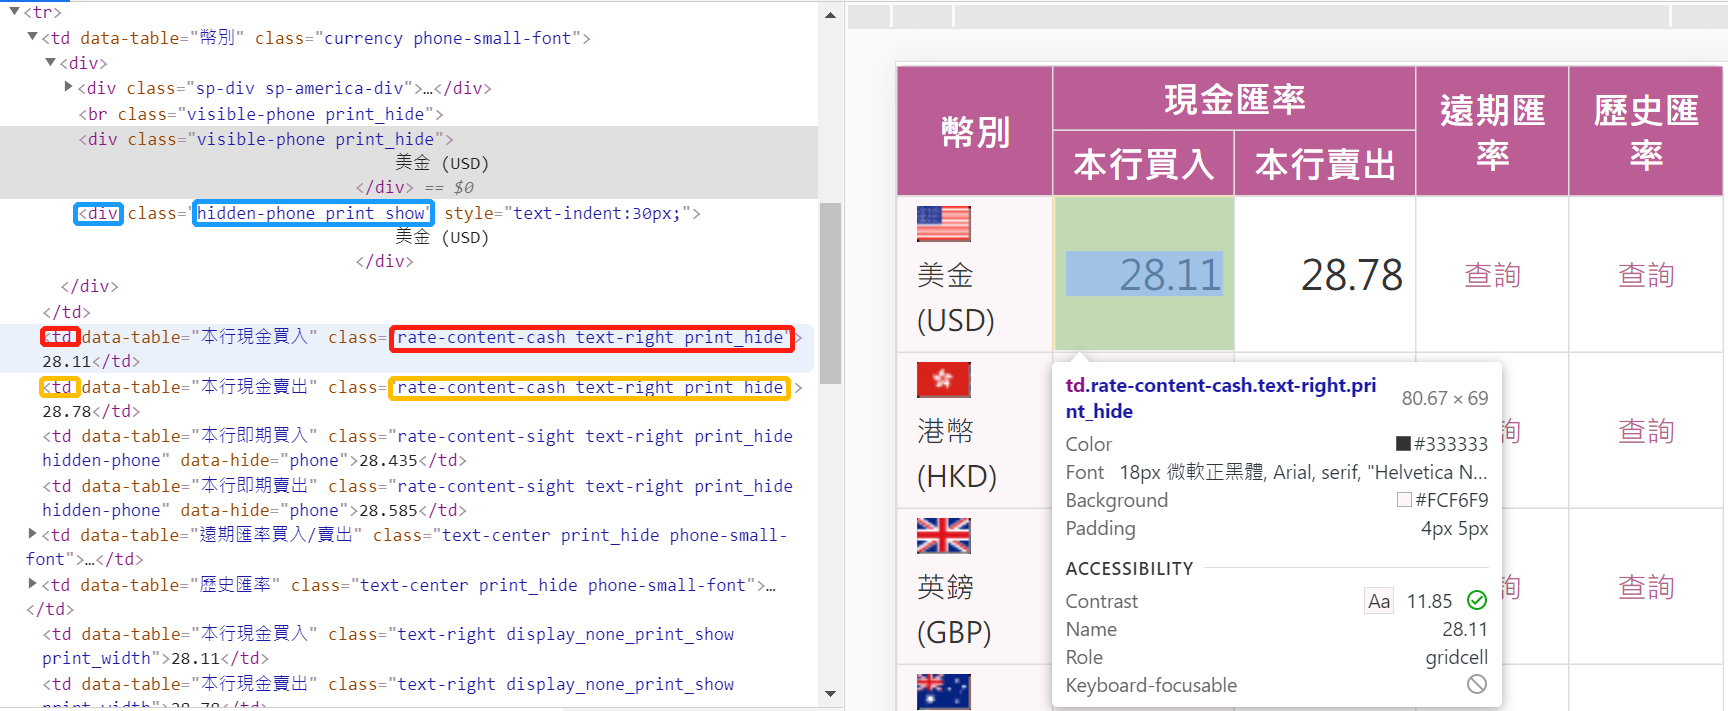 ▼<tr>
▼<td data-table="幣別" class="currency phone-small-font">
▼<div>
▶<div class="sp-div sp-america-div">…</div>
<br class="visible-phone print_hide">
<div class="visible-phone print_hide">
美金 (USD)
</div> == $0
<div class="hidden-phone print_show" style="text-indent:30px;">
美金 (USD)
</div>
</div>
</td>
<td data-table="本行現金買入" class="rate-content-cash text-right print_hide">
28.11</td>
<td data-table="本行現金賣出" class="rate-content-cash text-right print_hide">
28.78</td>
<td data-table="本行即期買入" class="rate-content-sight text-right print_hide
hidden-phone" data-hide="phone">28.435</td>
<td data-table="本行即期賣出" class="rate-content-sight text-right print_hide
hidden-phone" data-hide="phone">28.585</td>
▶<td data-table="遠期匯率買入/賣出" class="text-center print_hide phone-small-
font">…</td>
▶<td data-table="歷史匯率" class="text-center print_hide phone-small-font">…
</td>
<td data-table="本行現金買入" class="text-right display_none_print_show
print_width">28.11</td>
<td data-table="本行現金賣出" class="text-right display_none_print_show
print_width">28.78</td>
幣別
現金匯率
本行買入 本行賣出
遠期匯
率
歷史匯
率
美金
(USD)
28.11 28.78 查詢 查詢
港幣
(HKD)
詢 查詢
英鎊
(GBP)
詢 查詢
td.rate-content-cash.text-right.pri
nt_hide
80.67 × 69
Color #333333
Font 18px 微軟正黑體, Arial, serif, "Helvetica N…
Background #FCF6F9
Padding 4px 5px
ACCESSIBILITY
Contrast Aa 11.85
Name 28.11
Role gridcell
Keyboard-focusable